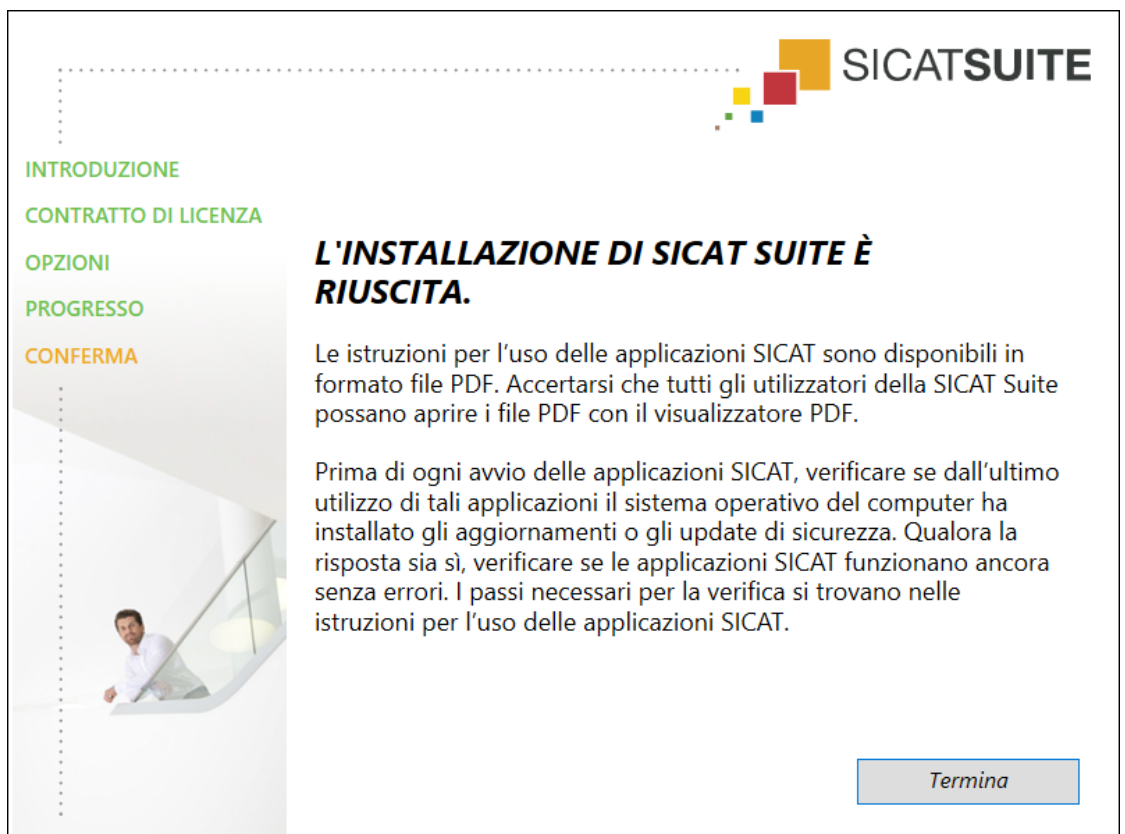 SICATSUITE
INTRODUZIONE
CONTRATTO DI LICENZA
OPZIONI
PROGRESSO
CONFERMA
L'INSTALLAZIONE DI SICAT SUITE È
RIUSCITA.
Le istruzioni per l’uso delle applicazioni SICAT sono disponibili in
formato file PDF. Accertarsi che tutti gli utilizzatori della SICAT Suite
possano aprire i file PDF con il visualizzatore PDF.
Prima di ogni avvio delle applicazioni SICAT, verificare se dall’ultimo
utilizzo di tali applicazioni il sistema operativo del computer ha
installato gli aggiornamenti o gli update di sicurezza. Qualora la
risposta sia sì, verificare se le applicazioni SICAT funzionano ancora
senza errori. I passi necessari per la verifica si trovano nelle
istruzioni per l’uso delle applicazioni SICAT.
Termina